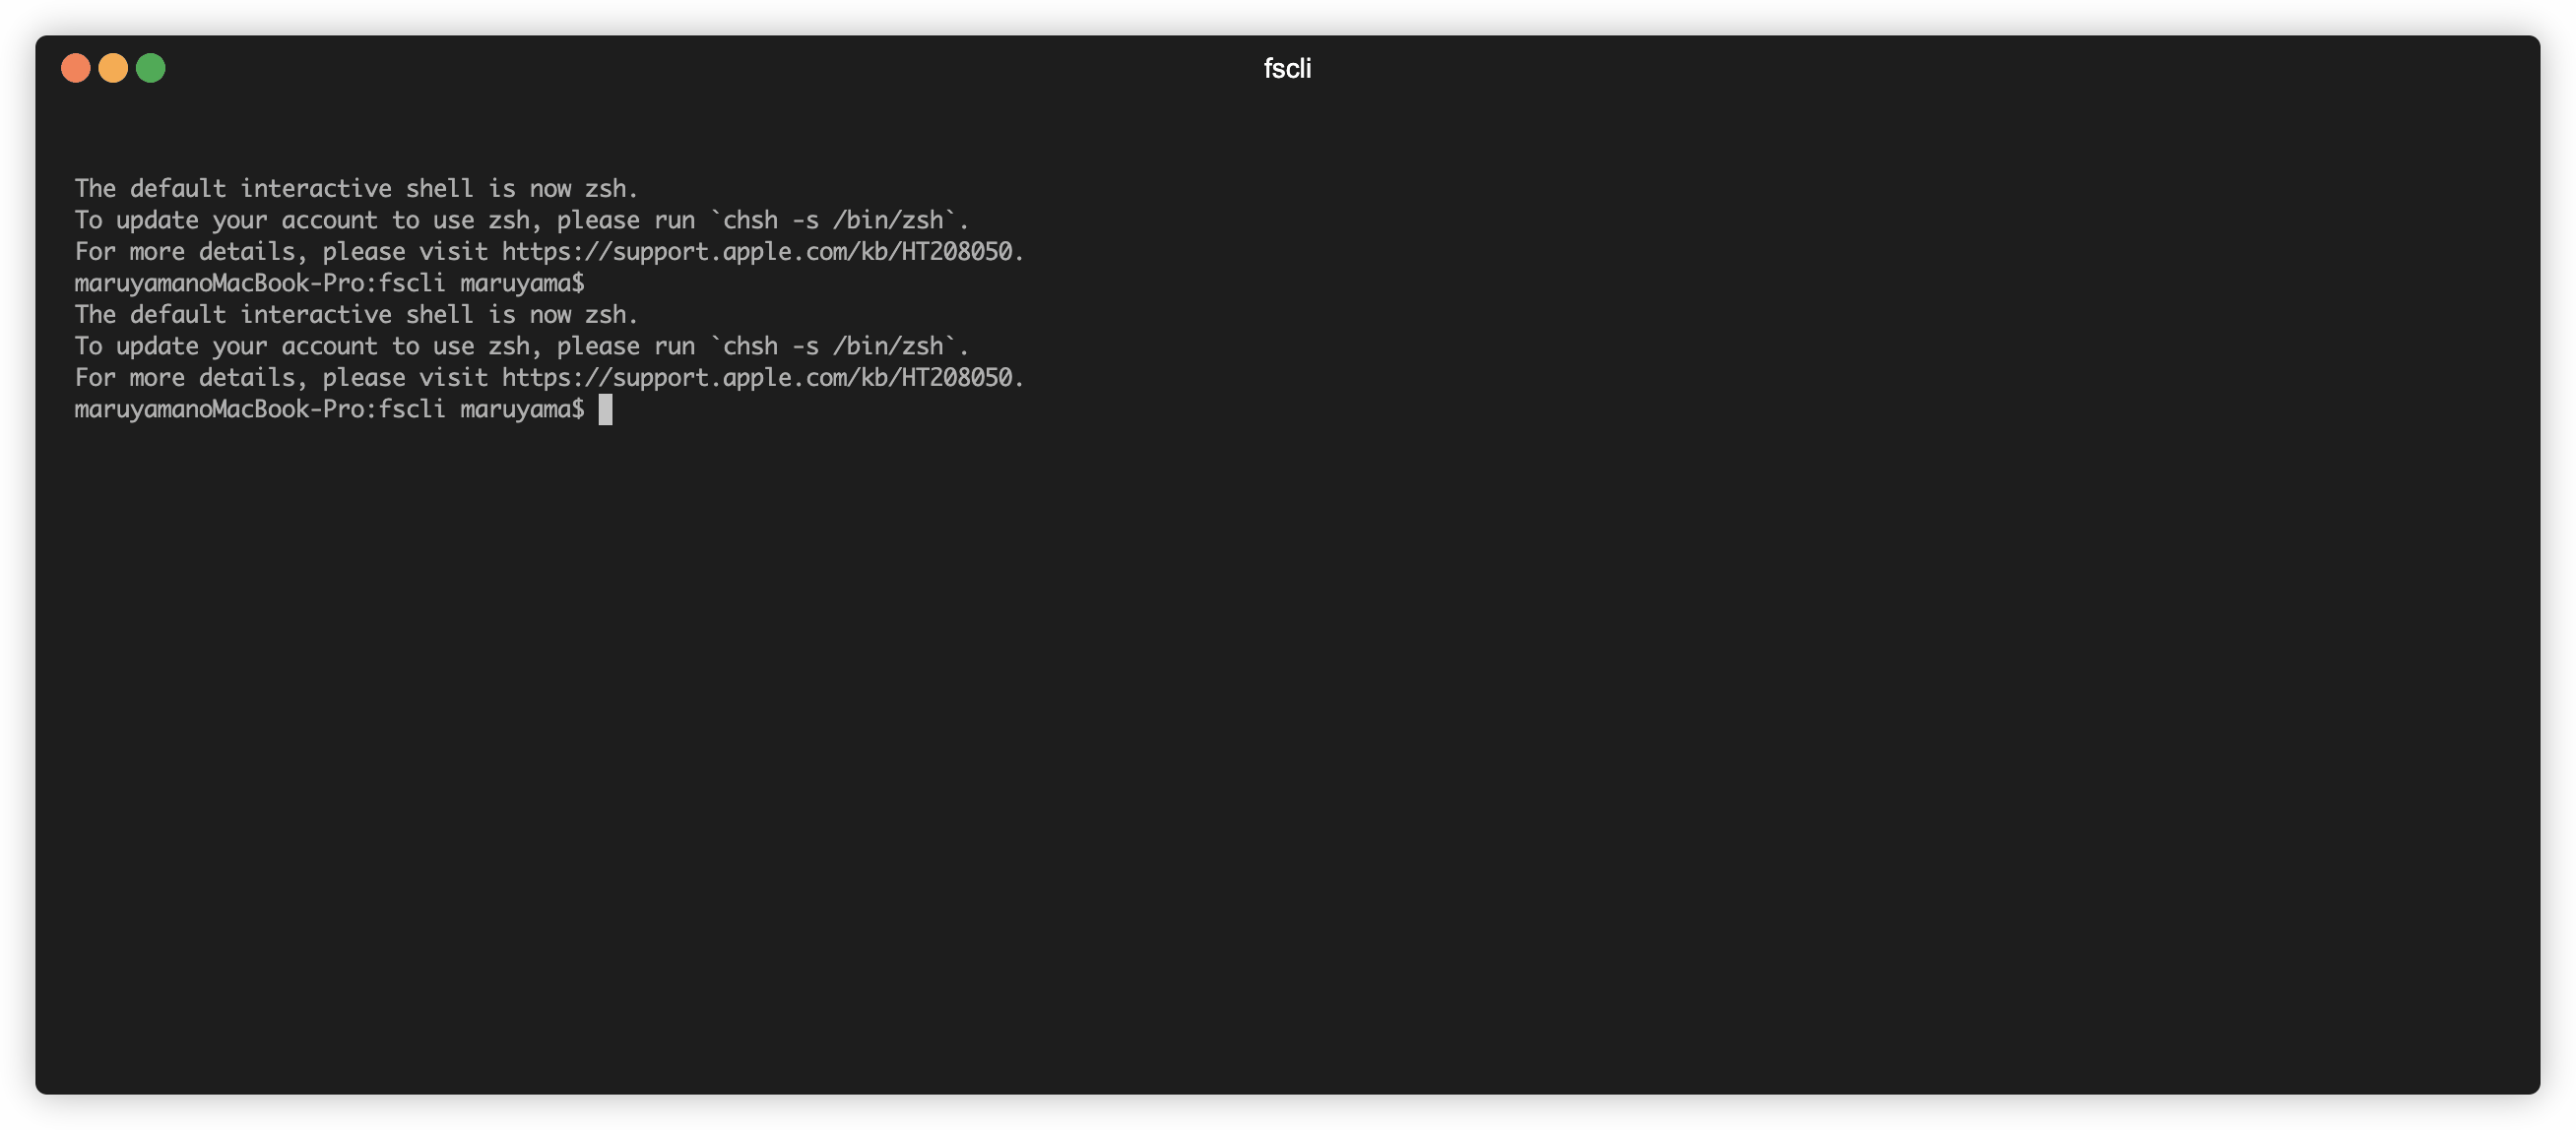 fscli
The default interactive shell is now zsh.
To update your account to use zsh, please run `chsh -s /bin/zsh`.
For more details, please visit https://support.apple.com/kb/HT208050.
maruyamanoMacBook-Pro:fscli maruyama$
The default interactive shell is now zsh.
To update your account to use zsh, please run `chsh -s /bin/zsh`.
For more details, please visit https://support.apple.com/kb/HT208050.
maruyamanoMacBook-Pro:fscli maruyama$